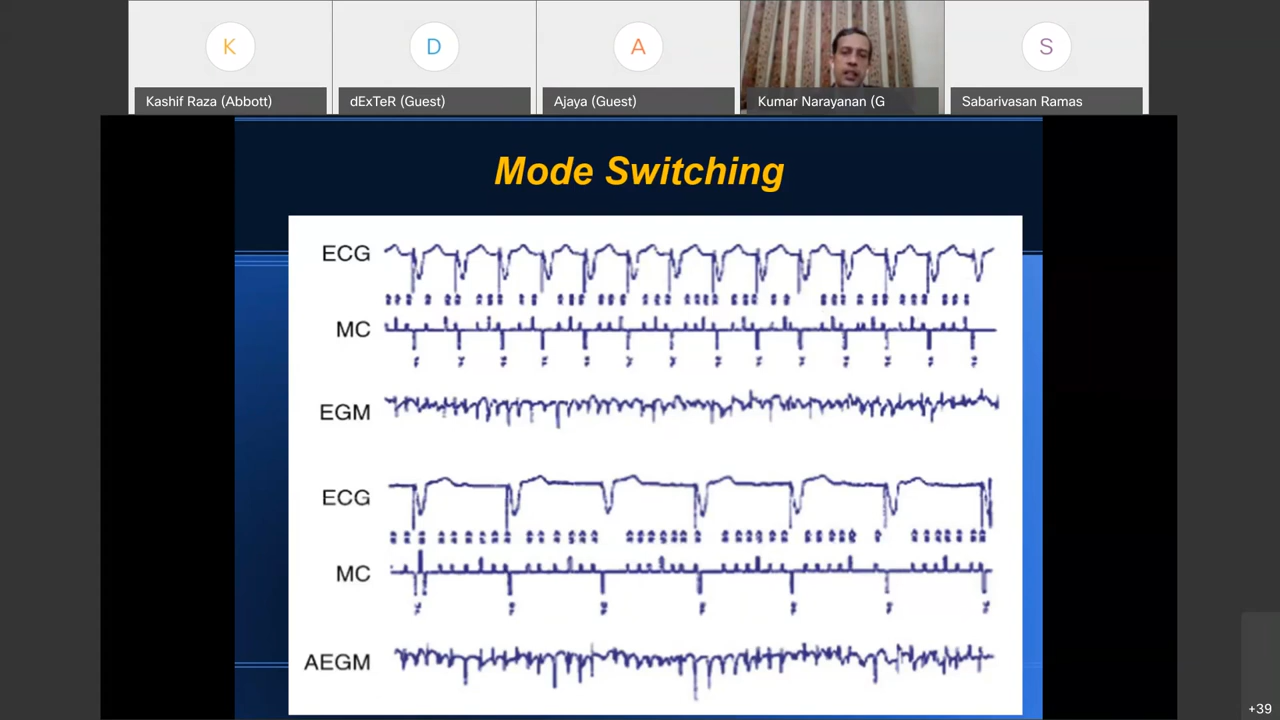 K
D
A
S
Kashif Raza (Abbott)
dExTeR (Guest)
Ajaya (Guest)
Kumar Narayanan (G
Sabarivasan Ramas
Mode Switching
ECG
MC
EGM
ECG
MC
AEGM
+39